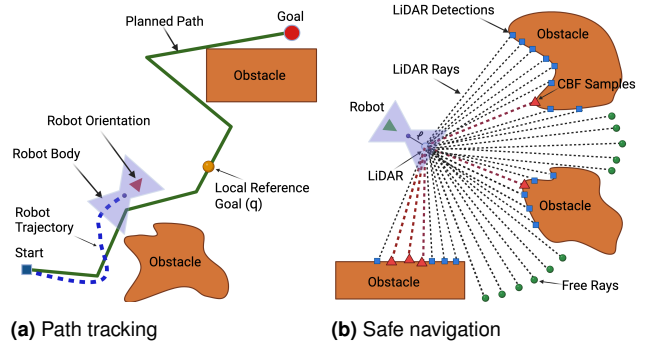 Planned Path
Goal
Obstacle
Robot Orientation
Robot Body
Local Reference
Goal (q)
Robot
Trajectory
Start
Obstacle
(a) Path tracking
LiDAR Detections
Obstacle
LiDAR Rays
CBF Samples
Robot
LiDAR
Obstacle
Obstacle
Free Rays
(b) Safe navigation